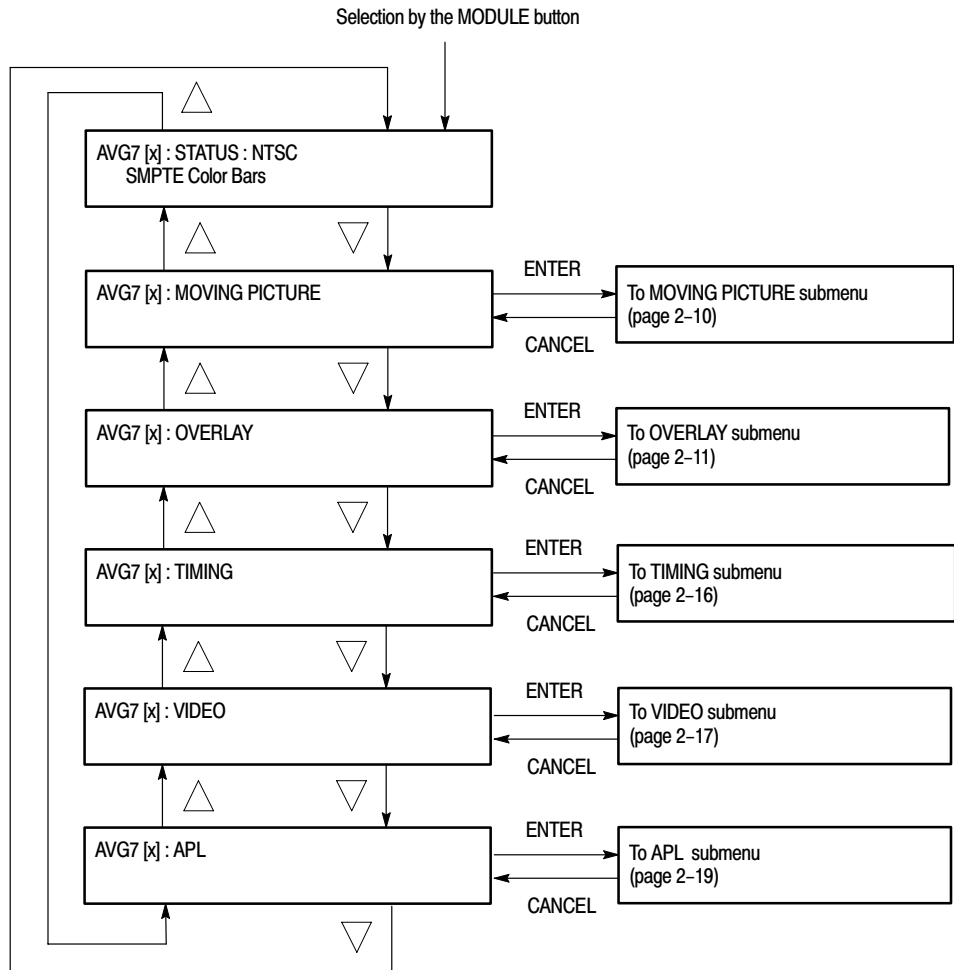 Selection by the MODULE button
AVG7 [x] : STATUS : NTSC
SMPTE Color Bars
AVG7 [x] : MOVING PICTURE
ENTER
CANCEL
To MOVING PICTURE submenu
(page 2–10)
AVG7 [x] : OVERLAY
ENTER
CANCEL
To OVERLAY submenu
(page 2–11)
AVG7 [x] : TIMING
ENTER
CANCEL
To TIMING submenu
(page 2–16)
AVG7 [x] : VIDEO
ENTER
CANCEL
To VIDEO submenu
(page 2–17)
AVG7 [x] : APL
ENTER
CANCEL
To APL submenu
(page 2–19)